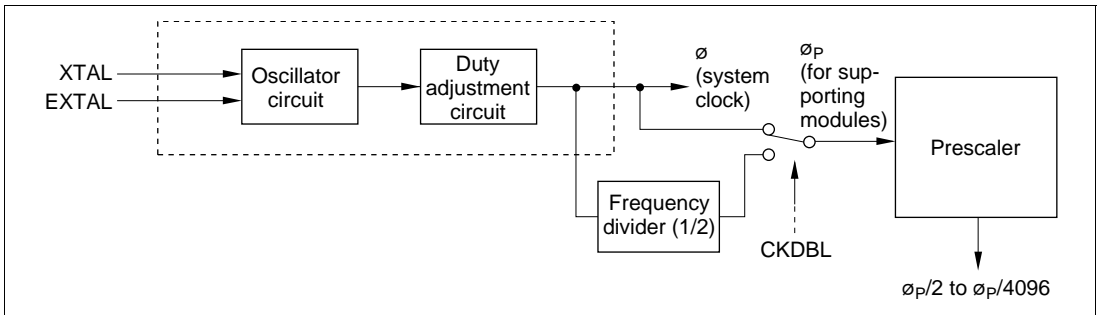 XTAL
EXTAL
Oscillator
circuit
Duty
adjustment
circuit
ø
(system
clock)
øP
(for sup-
porting
modules)
Prescaler
Frequency
divider (1/2)
CKDBL
øP/2 to øP/4096